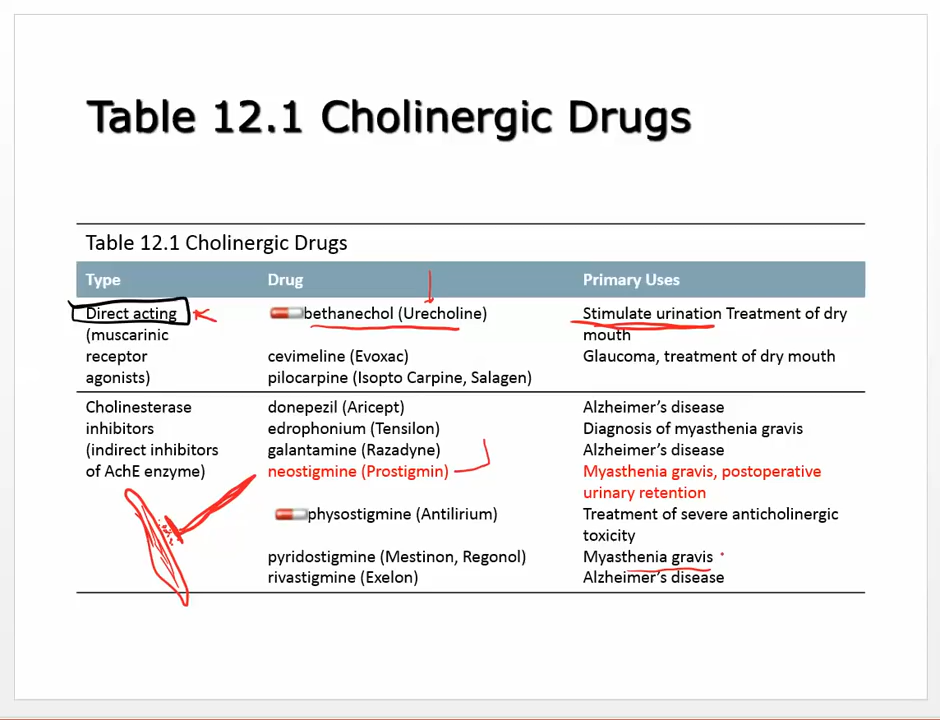 Table 12.1 Cholinergic Drugs
Table 12.1 Cholinergic Drugs
Type Drug Primary Uses
Direct acting bethanechol (Urecholine) Stimulate urination Treatment of dry
(muscarinic mouth
receptor cevimeline (Evoxac) Glaucoma, treatment of dry mouth
agonists) pilocarpine (Isopto Carpine, Salagen)
Cholinesterase donepezil (Aricept) Alzheimer’s disease
inhibitors edrophonium (Tensilon) Diagnosis of myasthenia gravis
(indirect inhibitors galantamine (Razadyne) Alzheimer’s disease
of AchE enzyme) neostigmine (Prostigmin) Myasthenia gravis, postoperative
urinary retention
physostigmine (Antilirium) Treatment of severe anticholinergic
toxicity
pyridostigmine (Mestinon, Regonol) Myasthenia gravis
rivastigmine (Exelon) Alzheimer’s disease